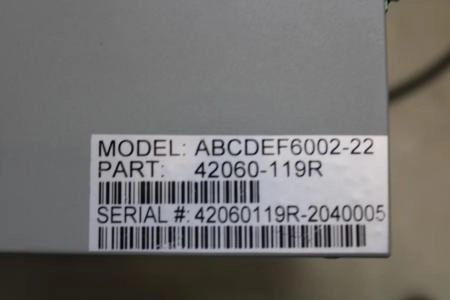 MODEL: ABCDEF6002-22
PART: 42060-119R
SERIAL #: 42060119R-2040005